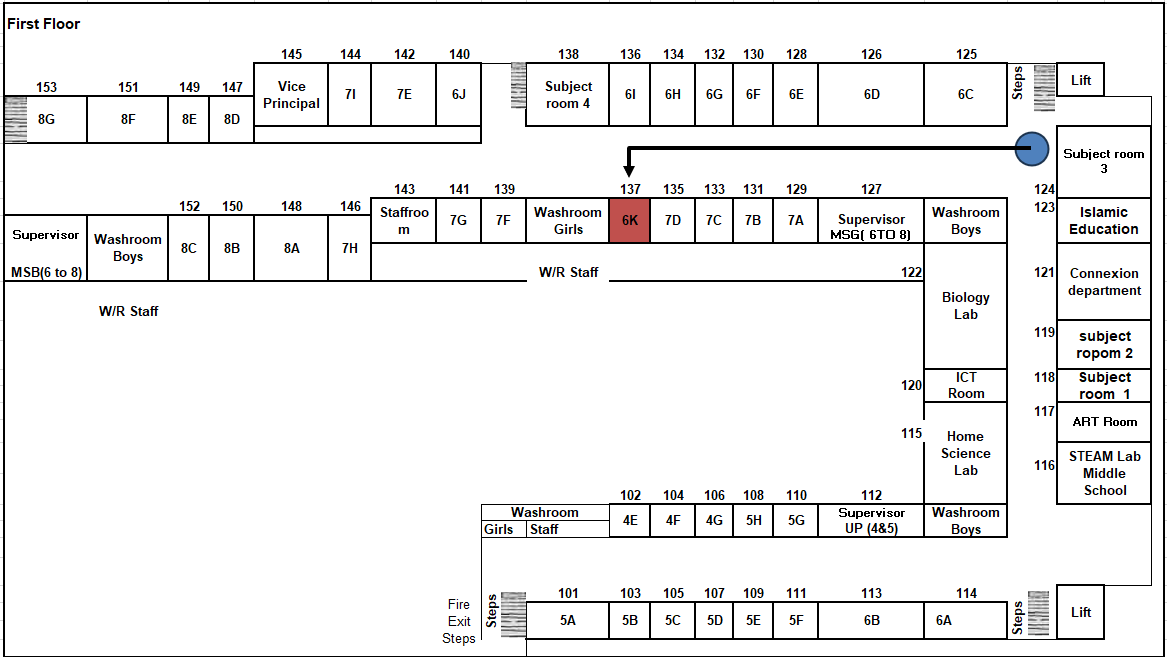 First Floor
145 144 142 140 138 136 134 132 130 128 126 125
Vice
Principal
7I 7E 6J
Subject
room 4
6I 6H 6G 6F 6E 6D 6C
Steps
Lift
153 151 149 147
8G 8F 8E 8D
Subject room
3
124
143 141 139 137 135 133 131 129 127
Staffroo
m
7G 7F
Washroom
Girls
6K 7D 7C 7B 7A
Supervisor
MSG( 6TO 8)
Washroom
Boys
123
Islamic
Education
152 150 148 146
Supervisor
MSB(6 to 8)
Washroom
Boys
8C 8B 8A 7H
W/R Staff
W/R Staff
122
Biology
Lab
121
Connexion
department
119
subject
ropom 2
120
ICT
Room
118
Subject
room 1
117
ART Room
115
Home
Science
Lab
116
STEAM Lab
Middle
School
102 104 106 108 110 112
Washroom
Girls Staff
4E 4F 4G 5H 5G
Supervisor
UP (4&5)
Washroom
Boys
Fire
Exit
Steps
Steps
101 103 105 107 109 111 113 114
5A 5B 5C 5D 5E 5F 6B 6A
Steps
Lift